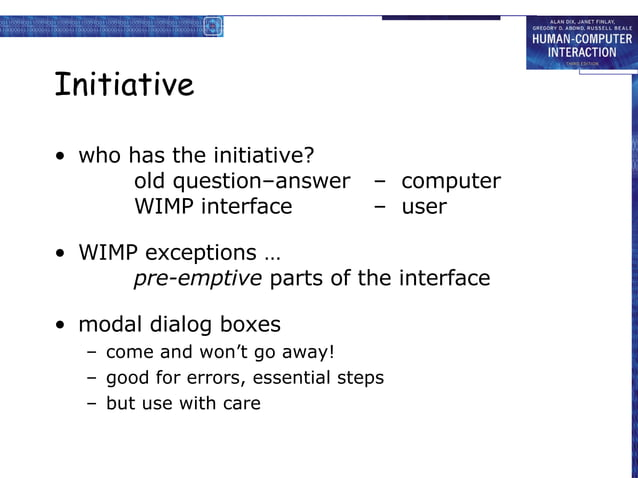 ALAN DIX, JANET FINLAY,
GREGORY D. ABOWD, RUSSELL BEALE
HUMAN-COMPUTER
INTERACTION
THIRD EDITION
Initiative
• who has the initiative?
old question–answer – computer
WIMP interface – user
• WIMP exceptions …
pre-emptive parts of the interface
• modal dialog boxes
– come and won’t go away!
– good for errors, essential steps
– but use with care